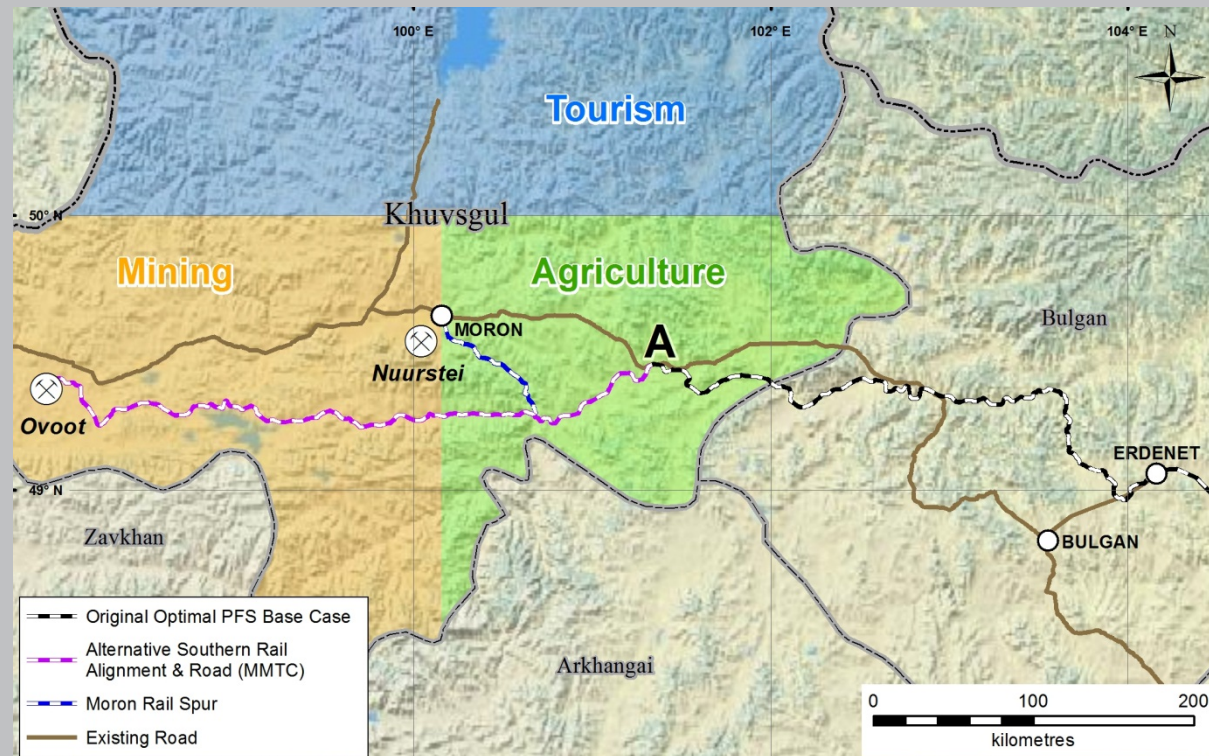 100° E
102° E
104° E
N
Tourism
50° N
Khuvsgul
Mining
Agriculture
Bulgan
MORON
A
Nuurstei
Ovoot
ERDENET
49° N
Zavkhan
BULGAN
Arkhangai
Original Optimal PFS Base Case
Alternative Southern Rail
Alignment & Road (MMTC)
Moron Rail Spur
Existing Road
0 100 200
kilometres